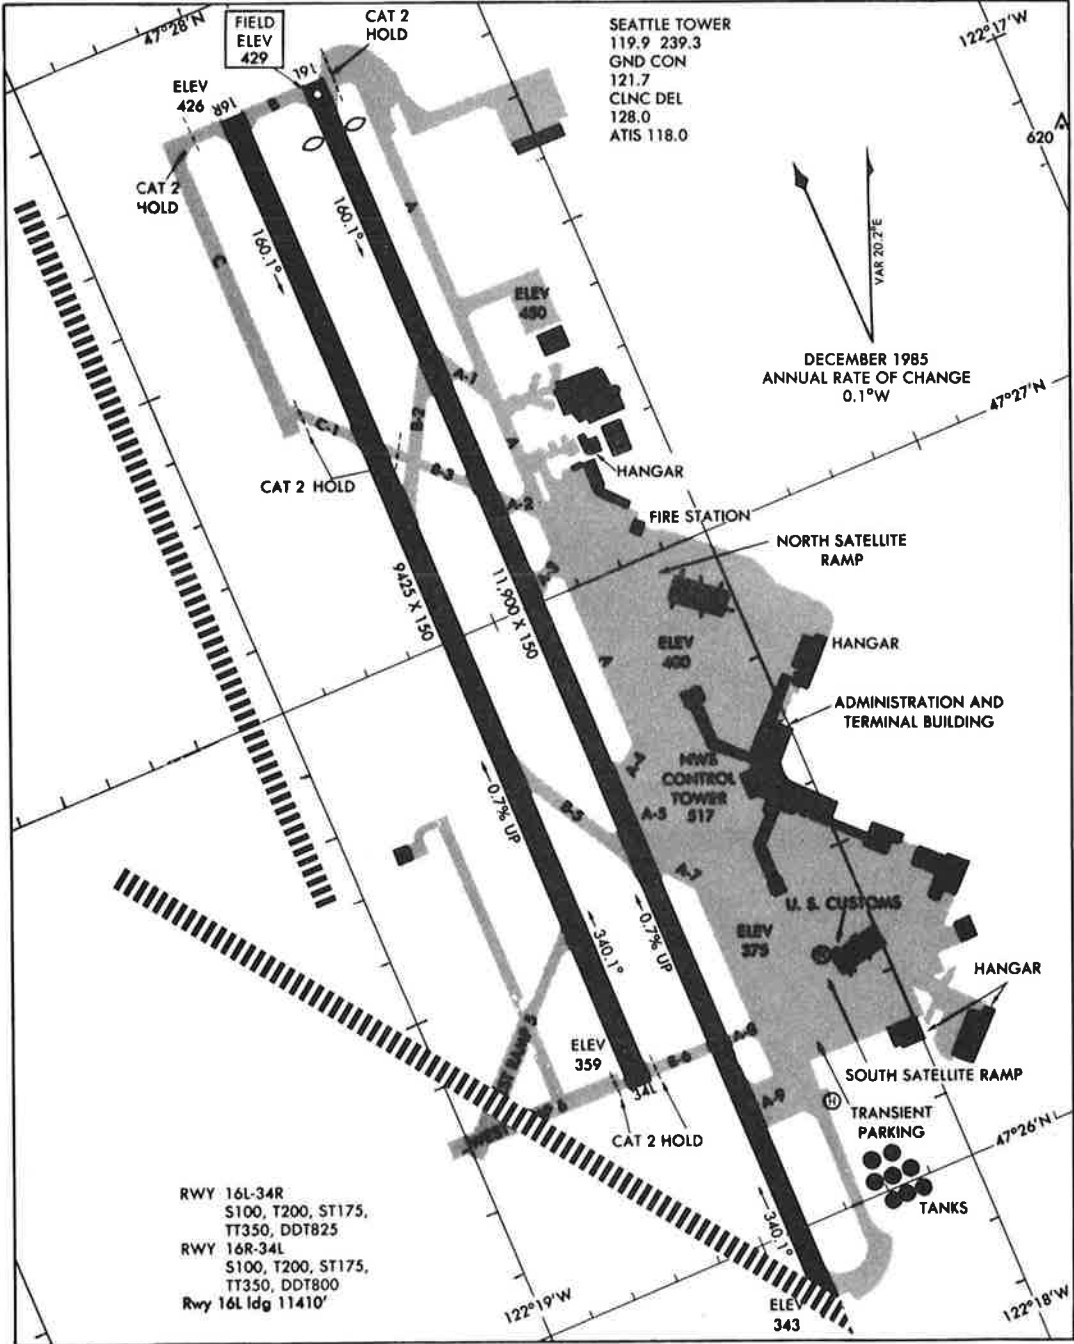 47°28'N
FIELD
ELEV
429
CAT 2
HOLD
SEATTLE TOWER
119.9 239.3
GND CON
121.7
CLNC DEL
128.0
ATIS 118.0
122°17'W
620
ELEV
426
16R
16L
B
CAT 2
HOLD
160.1°
160.1°
A
C
VAR 20.2°E
ELEV
450
DECEMBER 1985
ANNUAL RATE OF CHANGE
0.1°W
47°27'N
A-1
B-2
C-1
A
B-3
CAT 2 HOLD
HANGAR
A-2
FIRE STATION
NORTH SATELLITE
RAMP
A-3
9425 X 150
11,900 X 150
ELEV
400
A
HANGAR
ADMINISTRATION AND
TERMINAL BUILDING
NWS
CONTROL
TOWER
517
A-4
0.7% UP
B-5
A-5
A-7
U. S. CUSTOMS
ELEV
375
0.7% UP
340.1°
HANGAR
A-8
B-6
ELEV
359
34L
SOUTH SATELLITE RAMP
A-9
H
TRANSIENT
PARKING
CAT 2 HOLD
47°26'N
TANKS
340.1°
RWY 16L-34R
S100, T200, ST175,
TT350, DDT825
RWY 16R-34L
S100, T200, ST175,
TT350, DDT800
Rwy 16L ldg 11410'
122°19'W
ELEV
343
122°18'W